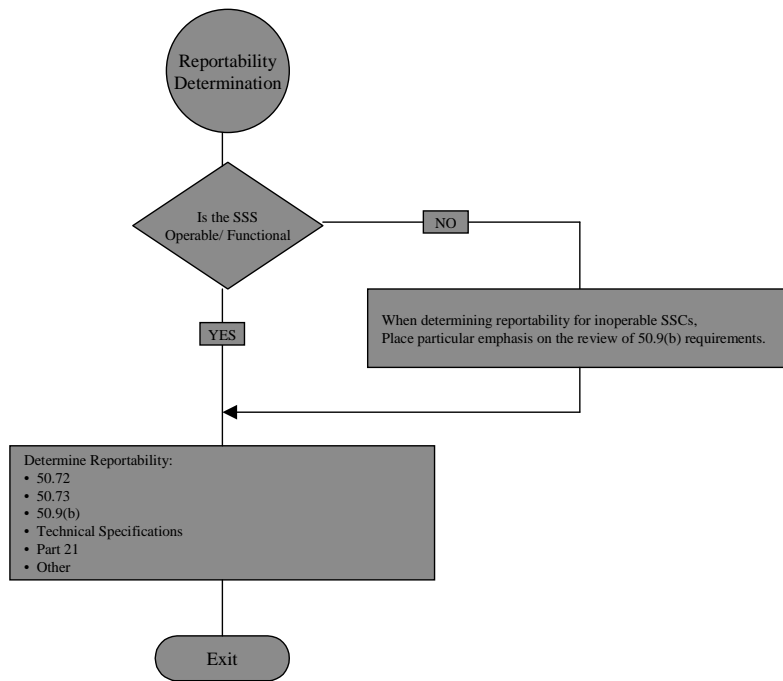 Reportability
Determination
Is the SSS
Operable/ Functional
NO
YES
When determining reportability for inoperable SSCs,
Place particular emphasis on the review of 50.9(b) requirements.
Determine Reportability:
• 50.72
• 50.73
• 50.9(b)
• Technical Specifications
• Part 21
• Other
Exit